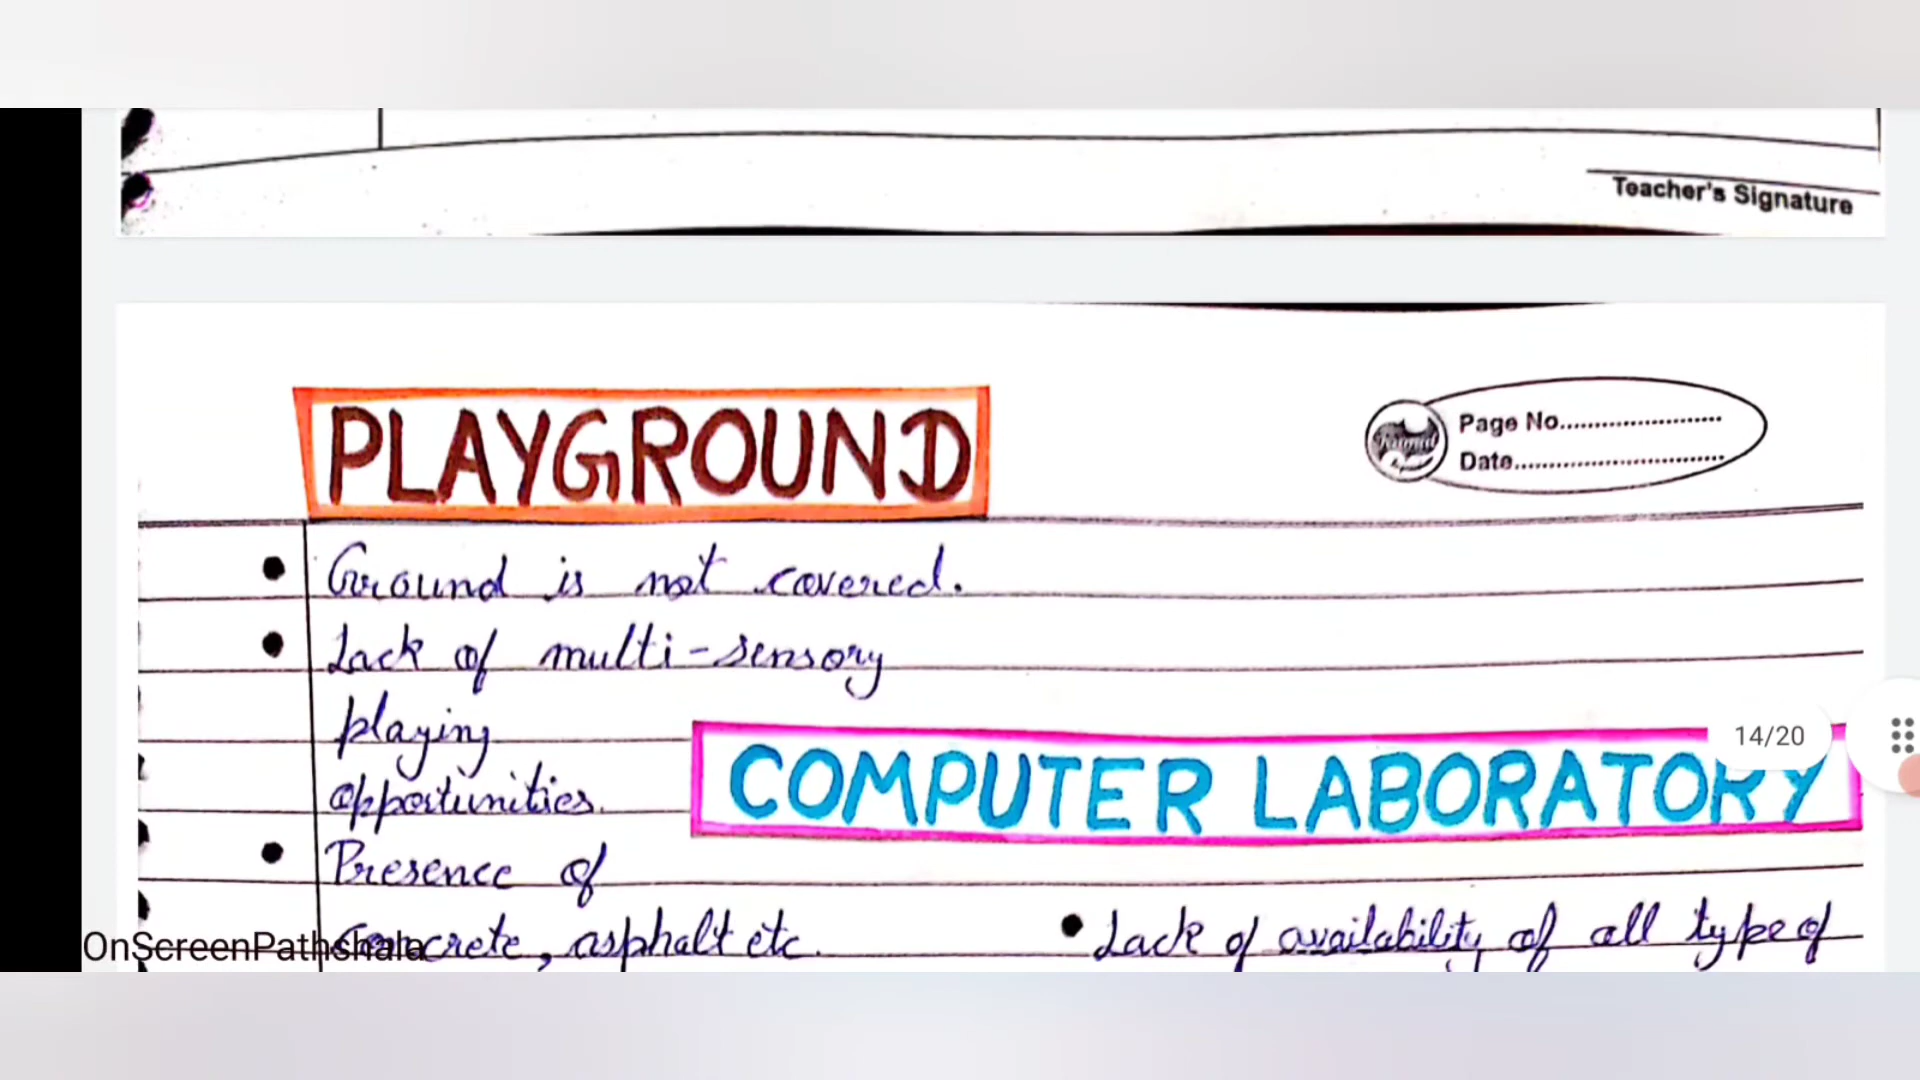 Teacher's Signature
PLAYGROUND
Page No.
Date
Ground is not covered.
Lack of multi-sensory
playing
opportunities.
COMPUTER LABORATORY
14/20
Presence of
Concrete, asphalt etc.
Lack of availability of all type of
OnScreenPathshala